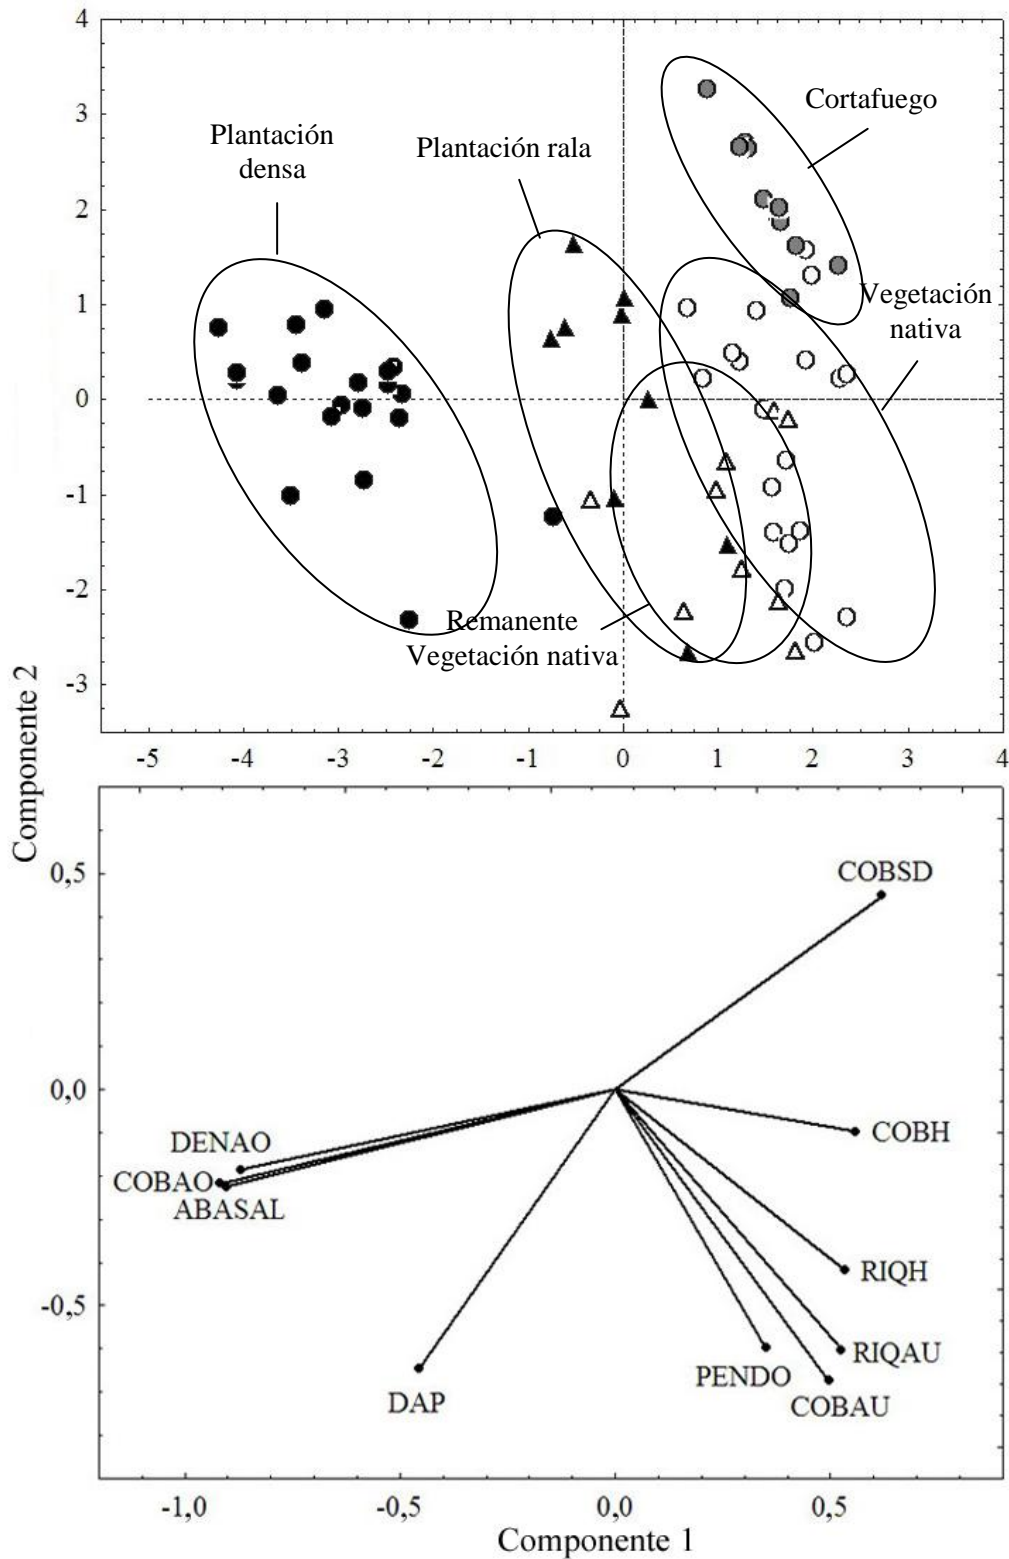 4
3
2
1
0
-1
-2
-3
Plantación
densa
Plantación rala
Cortafuego
Vegetación
nativa
Remanente
Vegetación nativa
-5 -4 -3 -2 -1 0 1 2 3 4
Componente 2
0,5
0,0
-0,5
COBSD
COBH
DENAO
COBAO
ABASAL
RIQH
RIQAU
PENDO
COBAU
DAP
-1,0 -0,5 0,0 0,5
Componente 1